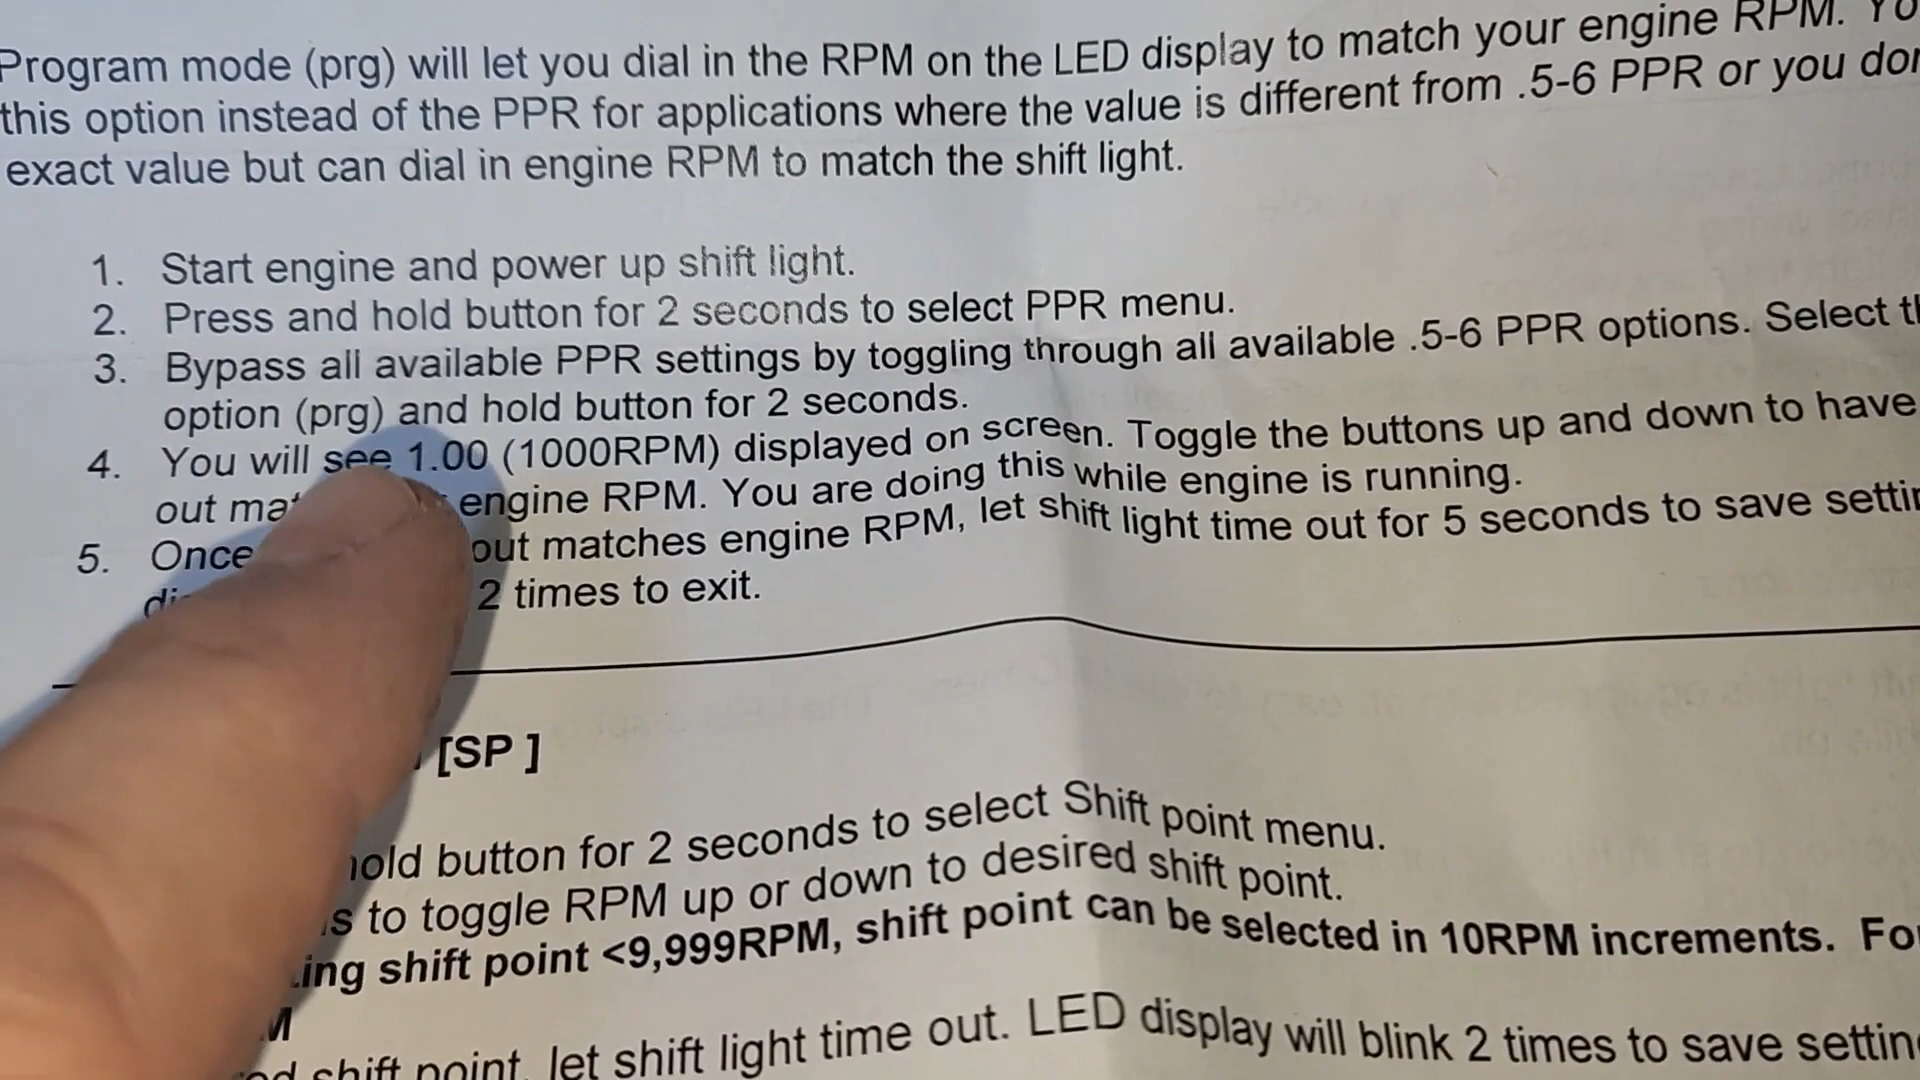 Program mode (prg) will let you dial in the RPM on the LED display to match your engine RPM.
this option instead of the PPR for applications where the value is different from .5-6 PPR or you
exact value but can dial in engine RPM to match the shift light.
1. Start engine and power up shift light.
2. Press and hold button for 2 seconds to select PPR menu.
3. Bypass all available PPR settings by toggling through all available .5-6 PPR options. Select
option (prg) and hold button for 2 seconds.
4. You will see 1.00 (1000RPM) displayed on screen. Toggle the buttons up and down to have
out engine RPM. You are doing this while engine is running.
5. Once out matches engine RPM, let shift light time out for 5 seconds to save
2 times to exit.
[SP ]
button for 2 seconds to select Shift point menu.
to toggle RPM up or down to desired shift point.
shift point <9,999RPM, shift point can be selected in 10RPM increments.
shift point, let shift light time out. LED display will blink 2 times to save